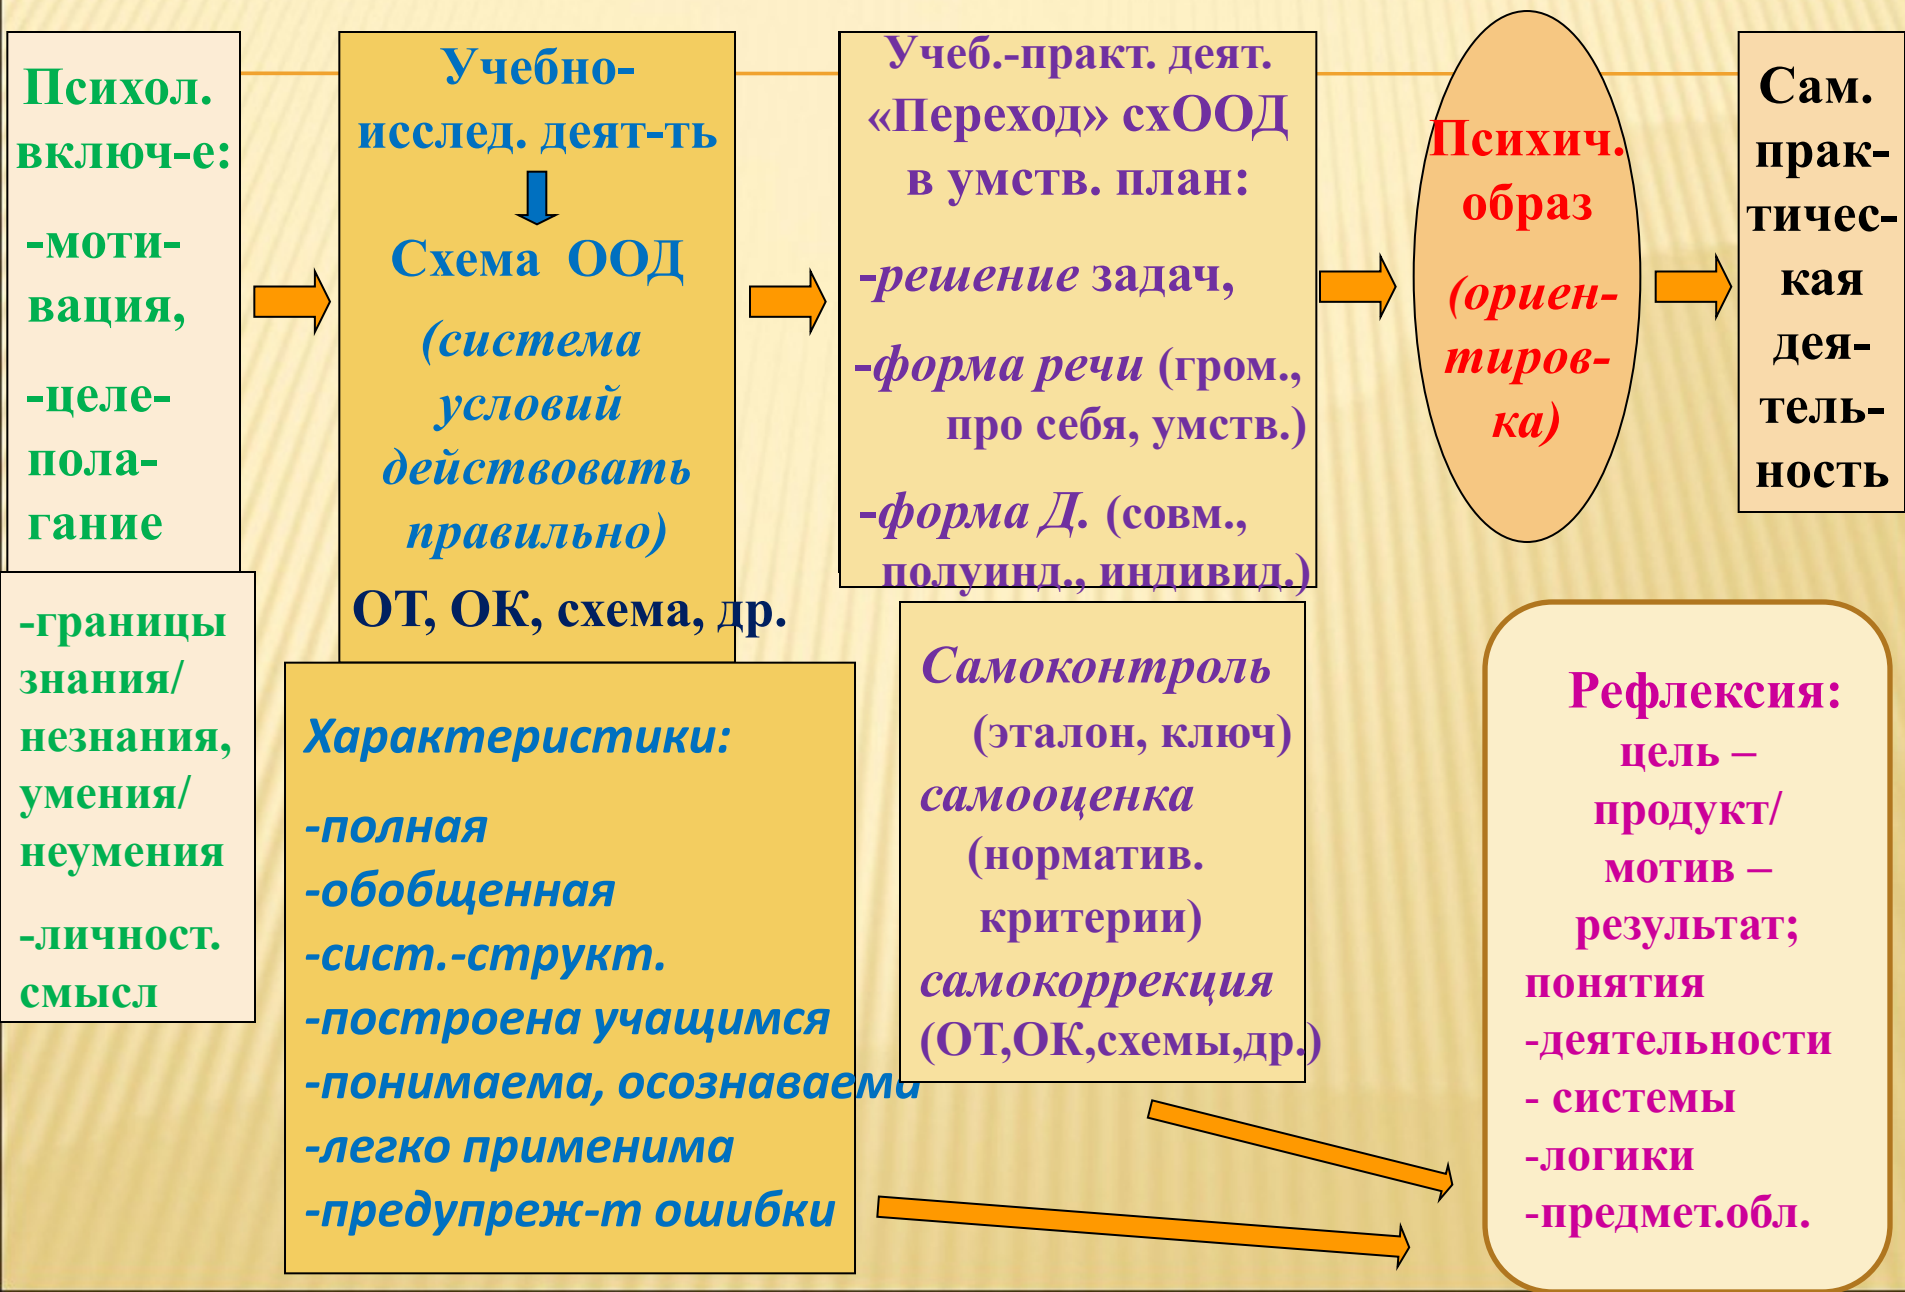 Психол.
включ-е:
-моти-
вация,
-целе-
пола-
гание
-границы
знания/
незнания,
умения/
неумения
-личност.
смысл
Учебно-
исслед. деят-ть
Схема ООД
(система
условий
действовать
правильно)
ОТ, ОК, схема, др.
Характеристики:
-полная
-обобщенная
-сист.-структ.
-построена учащимся
-понимаема, осознаваема
-легко применима
-предупреж-т ошибки
Учеб.-практ. деят.
«Переход» схООД
в умств. план:
-решение задач,
-форма речи (гром.,
про себя, умств.)
-форма Д. (совм.,
полуинд., индивид.)
Самоконтроль
(эталон, ключ)
самооценка
(норматив.
критерии)
самокоррекция
(ОТ,ОК,схемы,др.)
Психич.
образ
(ориен-
тиров-
ка)
Сам.
прак-
тичес-
кая
дея-
тель-
ность
Рефлексия:
цель –
продукт/
мотив –
результат;
понятия
-деятельности
- системы
-логики
-предмет.обл.